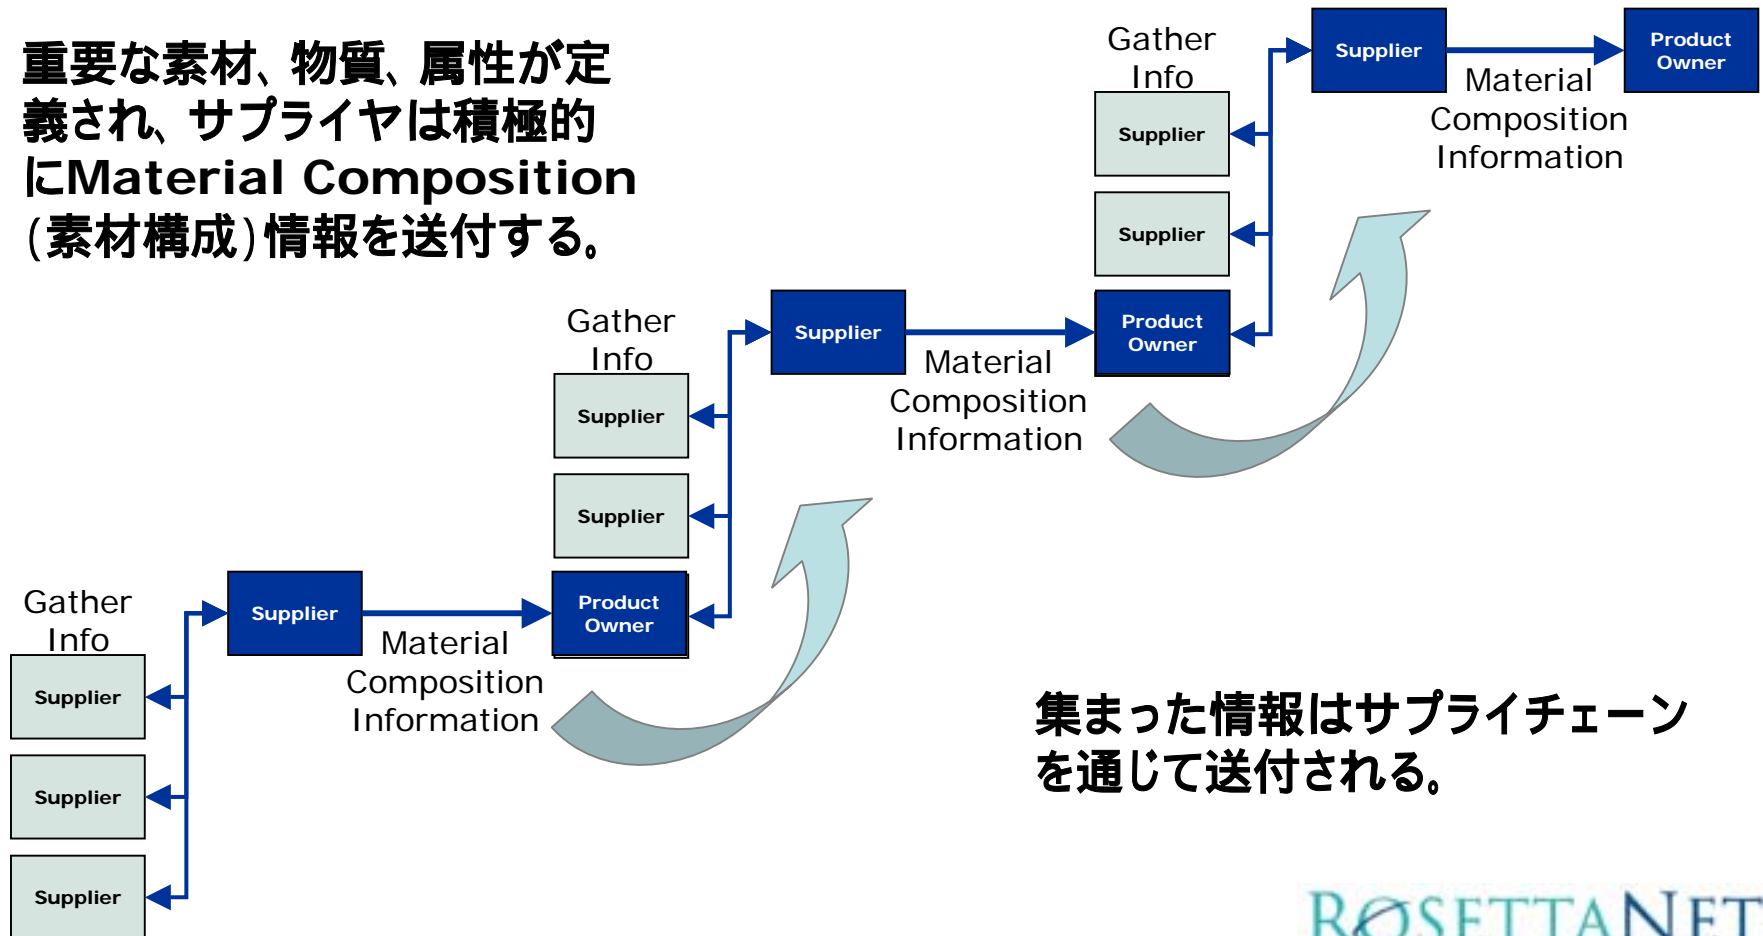 重要な素材、物質、属性が定
義され、サプライヤは積極的
にMaterial Composition
(素材構成)情報を送付する。
Gather
Info
Supplier
Supplier
Supplier
Product
Owner
Supplier
Material
Composition
Information
Product
Owner
Gather
Info
Supplier
Supplier
Product
Owner
Supplier
Material
Composition
Information
Gather
Info
Supplier
Supplier
Supplier
Supplier
Material
Composition
Information
集まった情報はサプライチェーン
を通じて送付される。
ROSETTANET